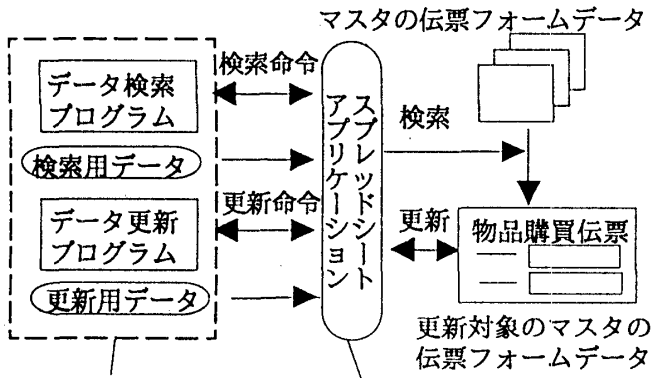 マスタの伝票フォームデータ
データ検索
プログラム
検索命令
検索用データ
データ更新
プログラム
更新命令
更新用データ
スプレッドシート
アプリケーション
検索
更新
物品購買伝票
更新対象のマスタの
伝票フォームデータ